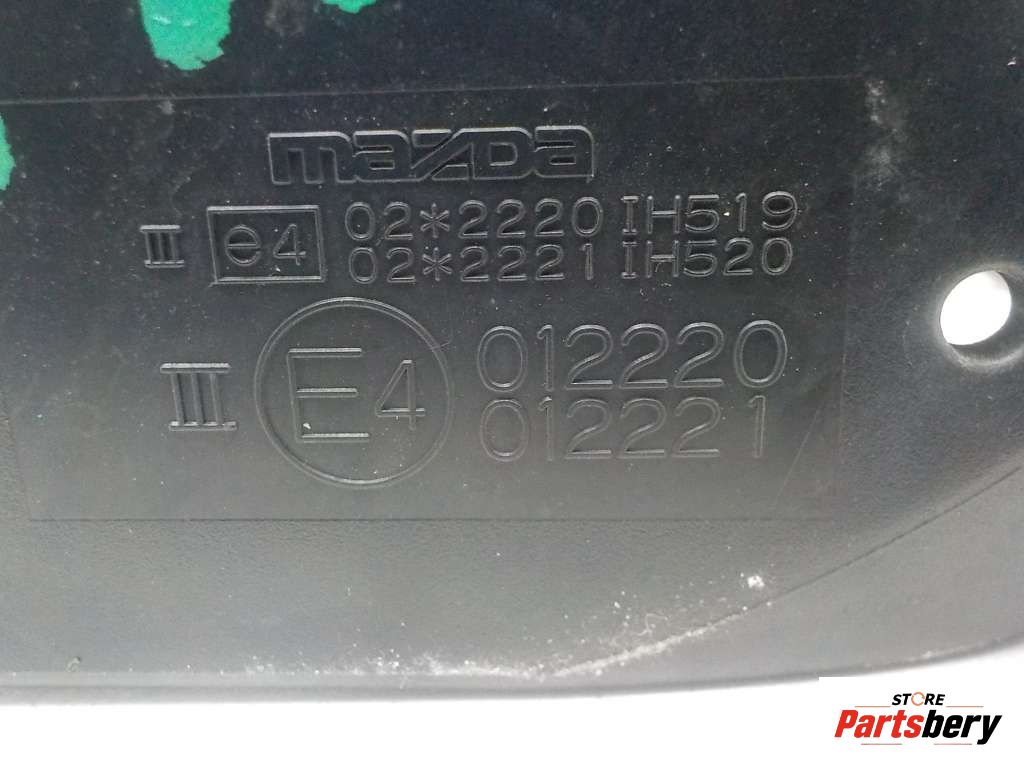 mazda
III e4 02*2220 IH519
02*2221 IH520
III E4 012220
012221
STORE
Partsbery